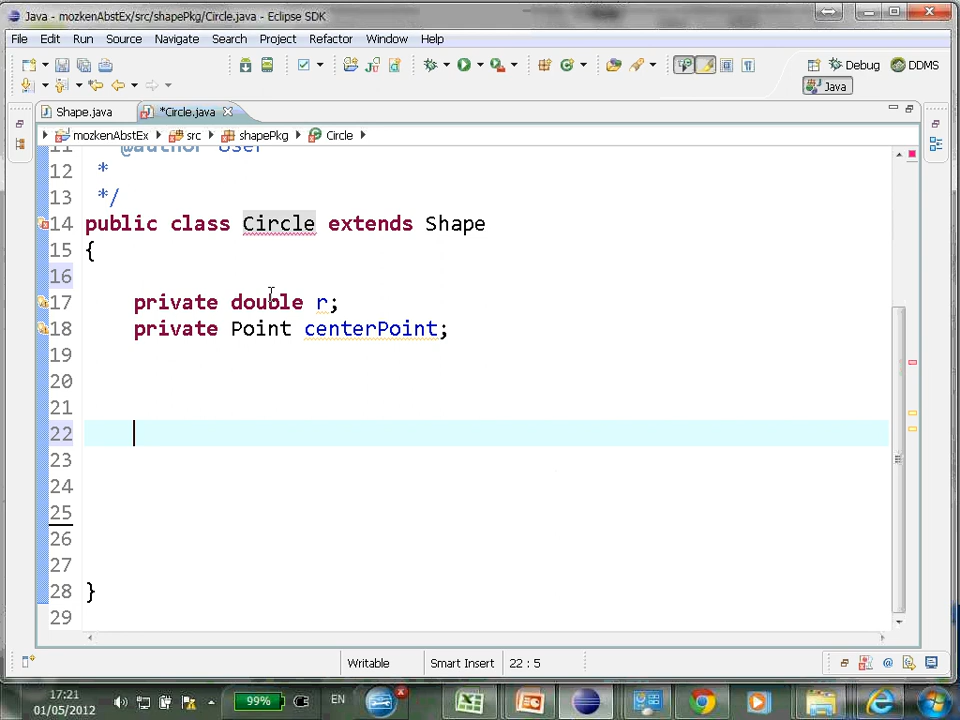 Java - mozkenAbstEx/src/shapePkg/Circle.java - Eclipse SDK
File Edit Run Source Navigate Search Project Refactor Window Help
Debug DDMS
Java
Shape.java *Circle.java
mozkenAbstEx src shapePkg Circle
11 @author User
12 *
13 */
14 public class Circle extends Shape
15 {
16
17 private double r;
18 private Point centerPoint;
19
20
21
22
23
24
25
26
27
28 }
29
Writable Smart Insert 22 : 5
17:21
01/05/2012
99%
EN